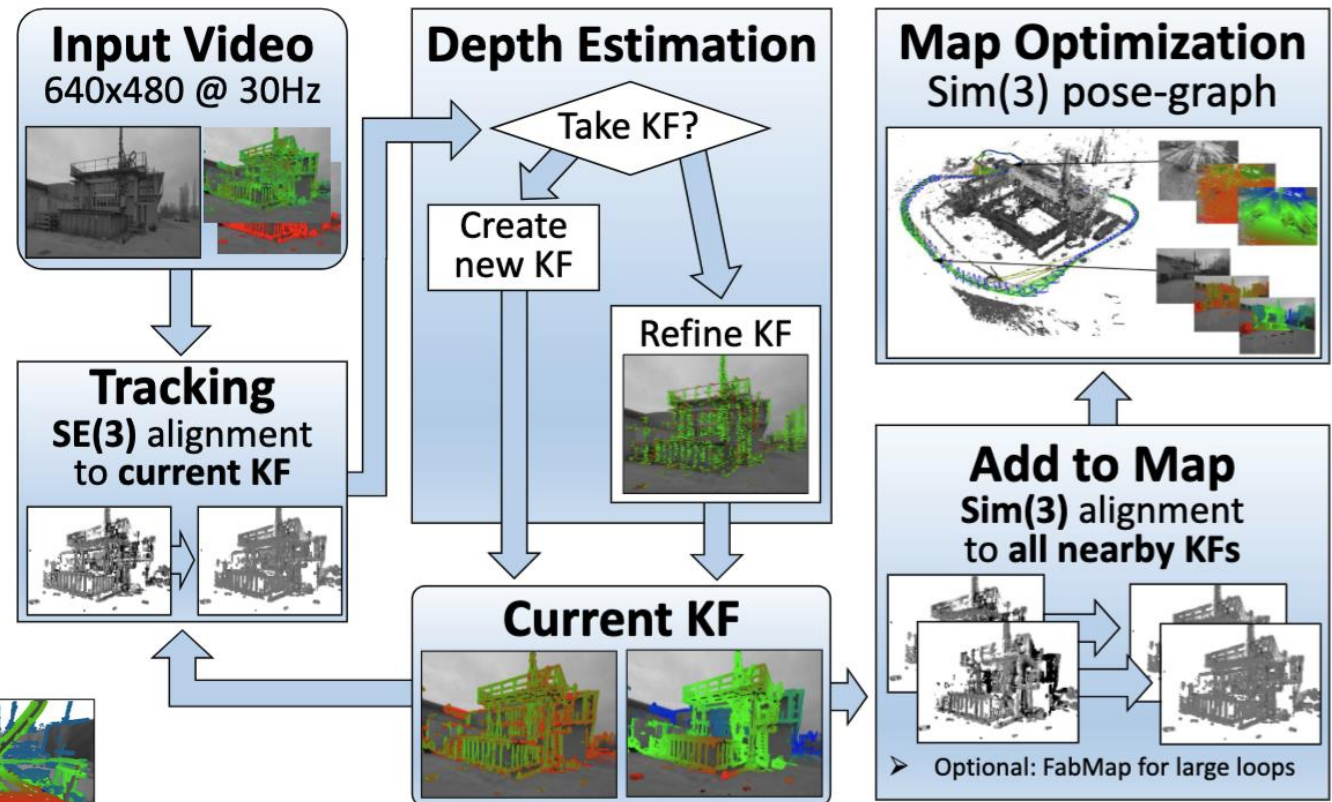 Input Video
640x480 @ 30Hz
Tracking
SE(3) alignment
to current KF
Depth Estimation
Take KF?
Create
new KF
Refine KF
Current KF
Map Optimization
Sim(3) pose-graph
Add to Map
Sim(3) alignment
to all nearby KFs
➢ Optional: FabMap for large loops